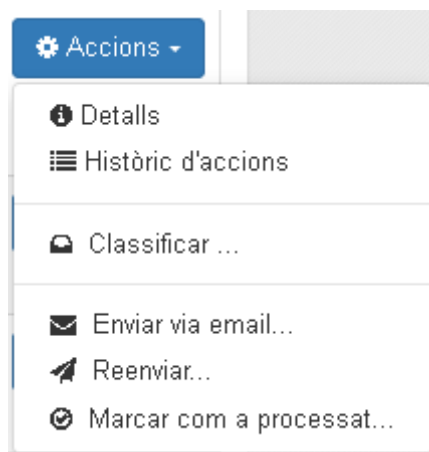 Accions
Detalls
Històric d'accions
Classificar ...
Enviar via email...
Reenviar...
Marcar com a processat...